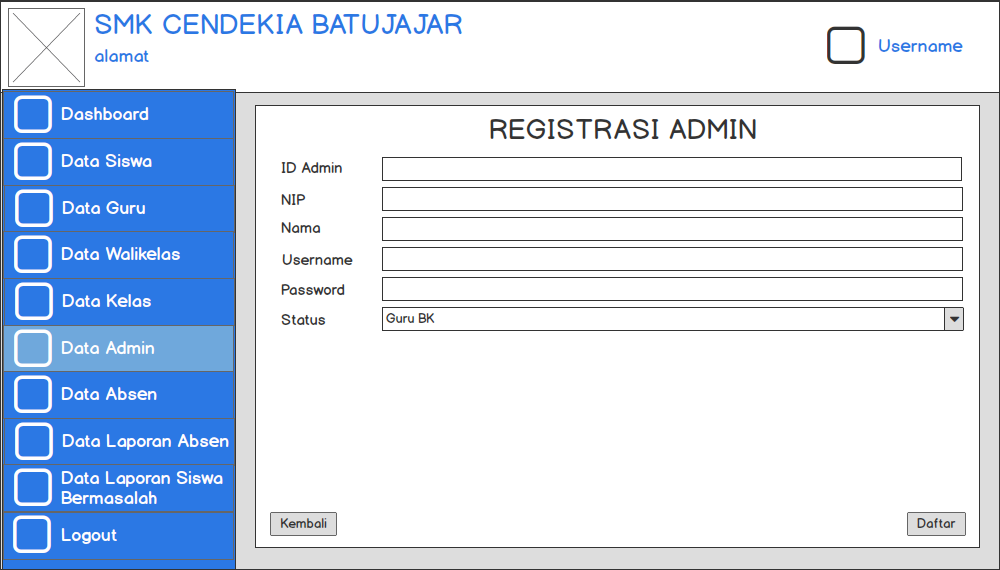 SMK CENDEKIA BATUJAJAR
alamat
Username
Dashboard
Data Siswa
Data Guru
Data Walikelas
Data Kelas
Data Admin
Data Absen
Data Laporan Absen
Data Laporan Siswa
Bermasalah
Logout
REGISTRASI ADMIN
ID Admin
NIP
Nama
Username
Password
Status
Guru BK
Kembali
Daftar